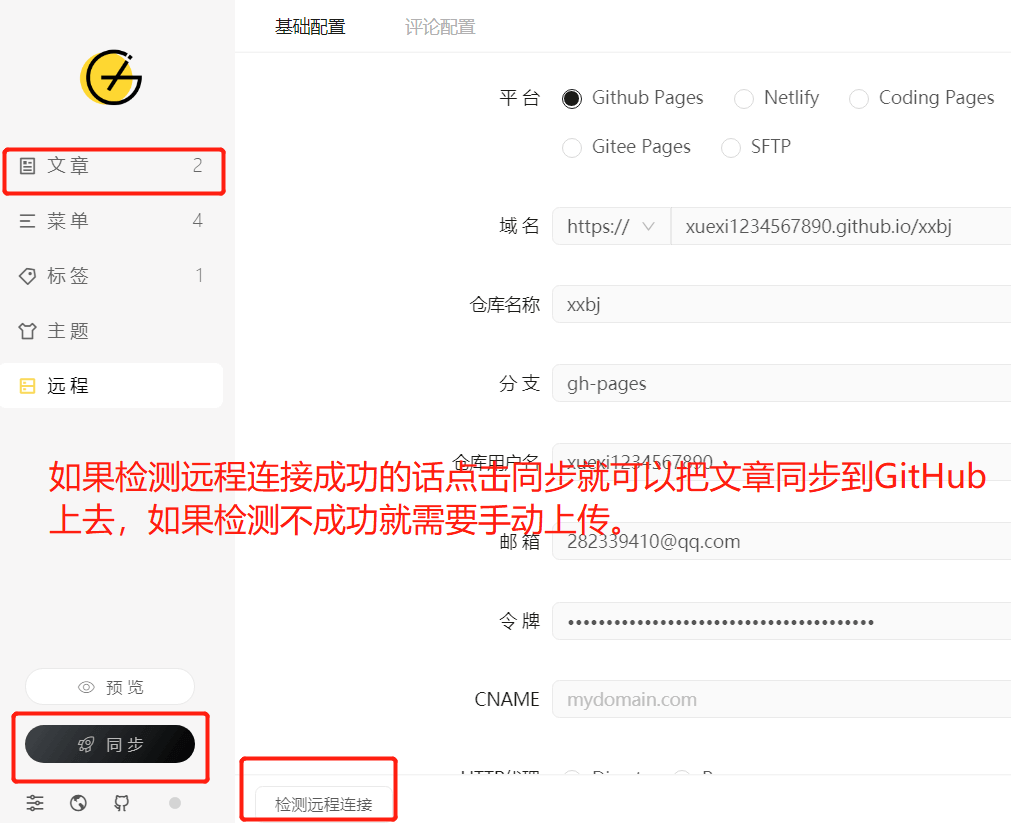 基础配置 评论配置
平台 Github Pages Netlify Coding Pages
Gitee Pages SFTP
文章 2
菜单 4
域名 https:// xuexi1234567890.github.io/xxbj
标签 1
仓库名称 xxbj
主题
远程
分支 gh-pages
仓库用户名 xuexi1234567890
如果检测远程连接成功的话点击同步就可以把文章同步到GitHub
上去，如果检测不成功就需要手动上传。
邮箱 282339410@qq.com
令牌 ••••••••••••••••••••••••••••••••••••••••
CNAME mydomain.com
预览
同步
HTTP代理 Direct
检测远程连接